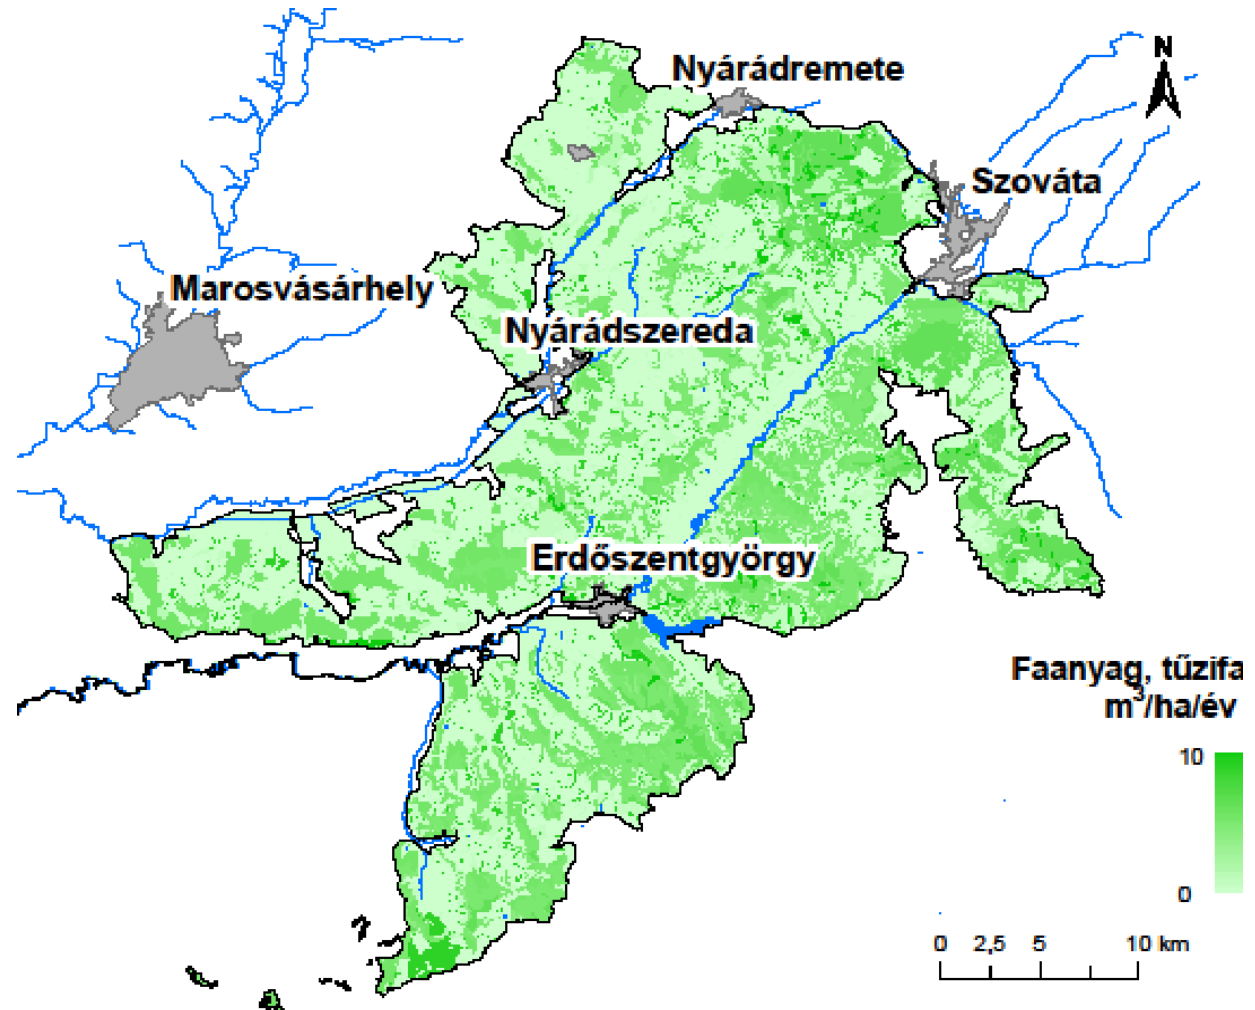 N
Nyárádremete
Szováta
Marosvásárhely
Nyárádszereda
Erdőszentgyörgy
Faanyag, tűzifa
m³/ha/év
10
0
0 2,5 5 10 km